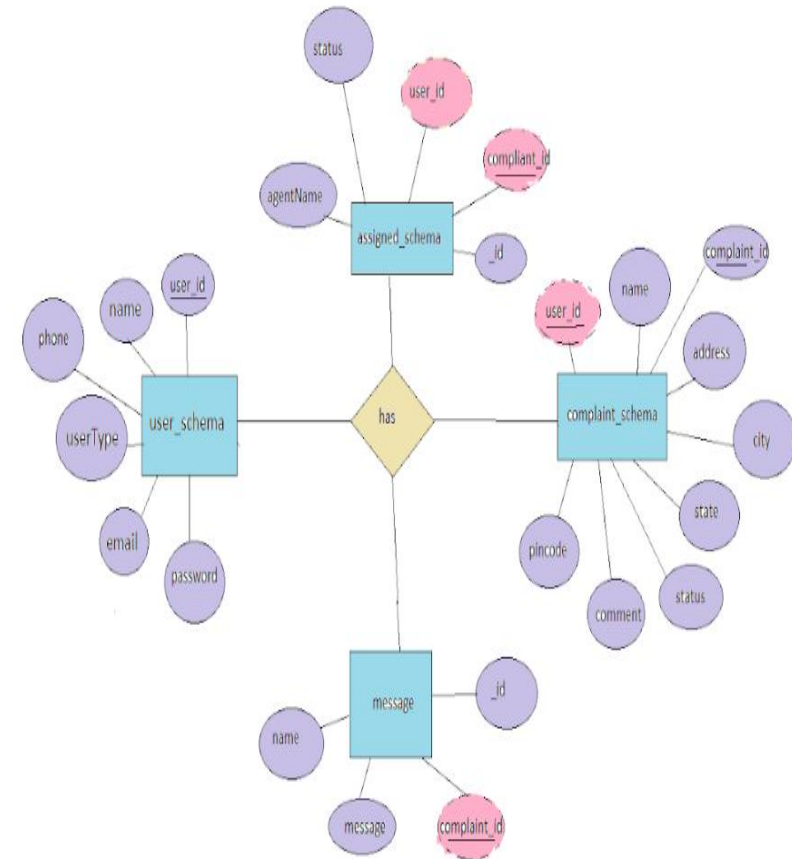 status
user_id
compliant_id
agentName
assigned_schema
_id
complaint_id
name
user_id
address
user_id
name
phone
userType
user_schema
has
complaint_schema
city
email
password
pincode
comment
status
state
message
_id
name
message
complaint_id